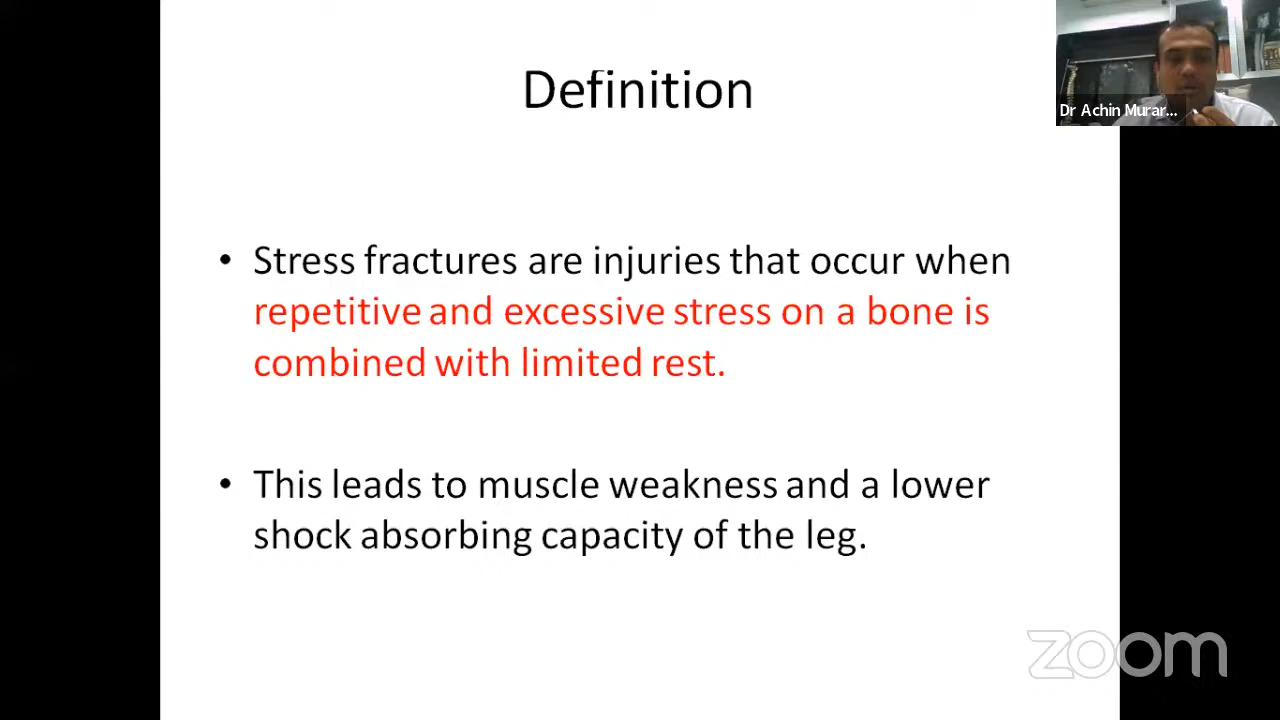 Definition
Dr Achin Murar...
• Stress fractures are injuries that occur when
repetitive and excessive stress on a bone is
combined with limited rest.
• This leads to muscle weakness and a lower
shock absorbing capacity of the leg.
zoom